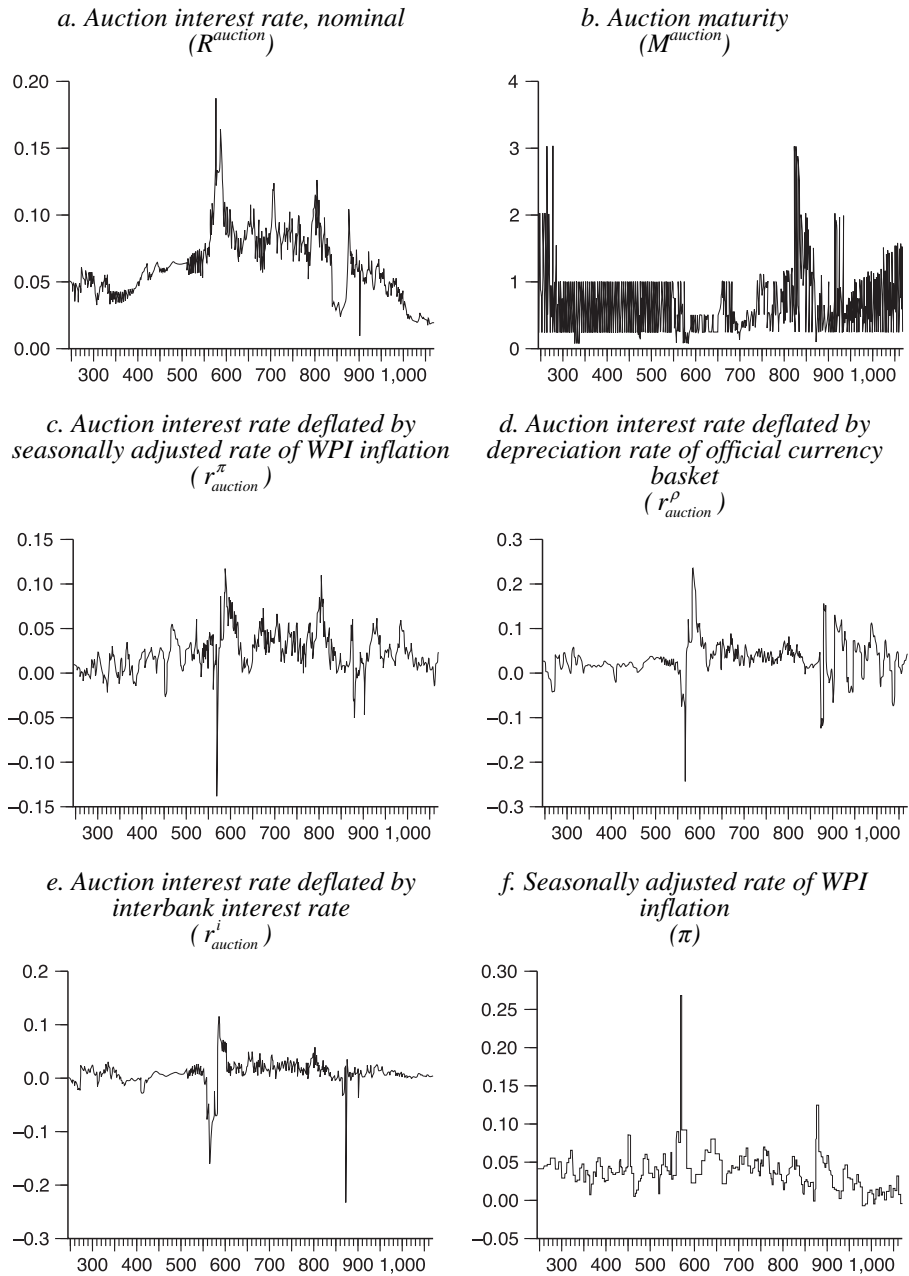 a. Auction interest rate, nominal
(R^auction)
0.20
0.15
0.10
0.05
0.00
300 400 500 600 700 800 900 1,000
b. Auction maturity
(M^auction)
4
3
2
1
0
300 400 500 600 700 800 900 1,000
c. Auction interest rate deflated by
seasonally adjusted rate of WPI inflation
( r^π_auction )
0.15
0.10
0.05
0.00
–0.05
–0.10
–0.15
300 400 500 600 700 800 900 1,000
d. Auction interest rate deflated by
depreciation rate of official currency
basket
( r^ρ_auction )
0.3
0.2
0.1
0.0
–0.1
–0.2
–0.3
300 400 500 600 700 800 900 1,000
e. Auction interest rate deflated by
interbank interest rate
( r^i_auction )
0.2
0.1
0.0
–0.1
–0.2
–0.3
300 400 500 600 700 800 900 1,000
f. Seasonally adjusted rate of WPI
inflation
(π)
0.30
0.25
0.20
0.15
0.10
0.05
0.00
–0.05
300 400 500 600 700 800 900 1,000